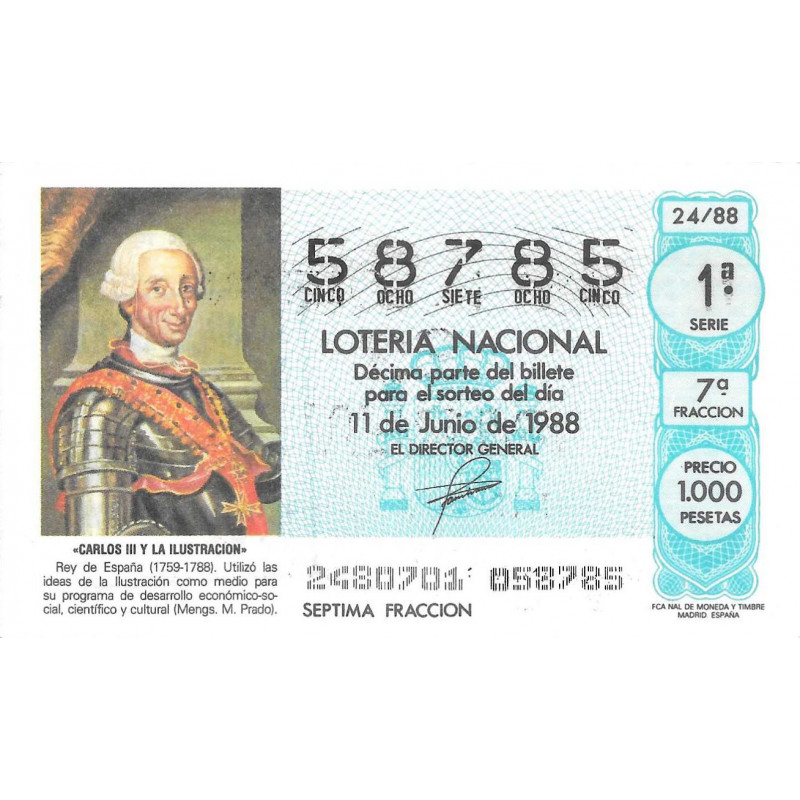 5 8 7 8 5
CINCO OCHO SIETE OCHO CINCO
LOTERIA NACIONAL
Décima parte del billete
para el sorteo del día
11 de Junio de 1988
EL DIRECTOR GENERAL
24/88
1ª
SERIE
7ª
FRACCION
PRECIO
1.000
PESETAS
«CARLOS III Y LA ILUSTRACION»
Rey de España (1759-1788). Utilizó las
ideas de la Ilustración como medio para
su programa de desarrollo económico-so-
cial, científico y cultural (Mengs. M. Prado).
2480701 058785
SEPTIMA FRACCION
FCA NAL DE MONEDA Y TIMBRE
MADRID ESPAÑA